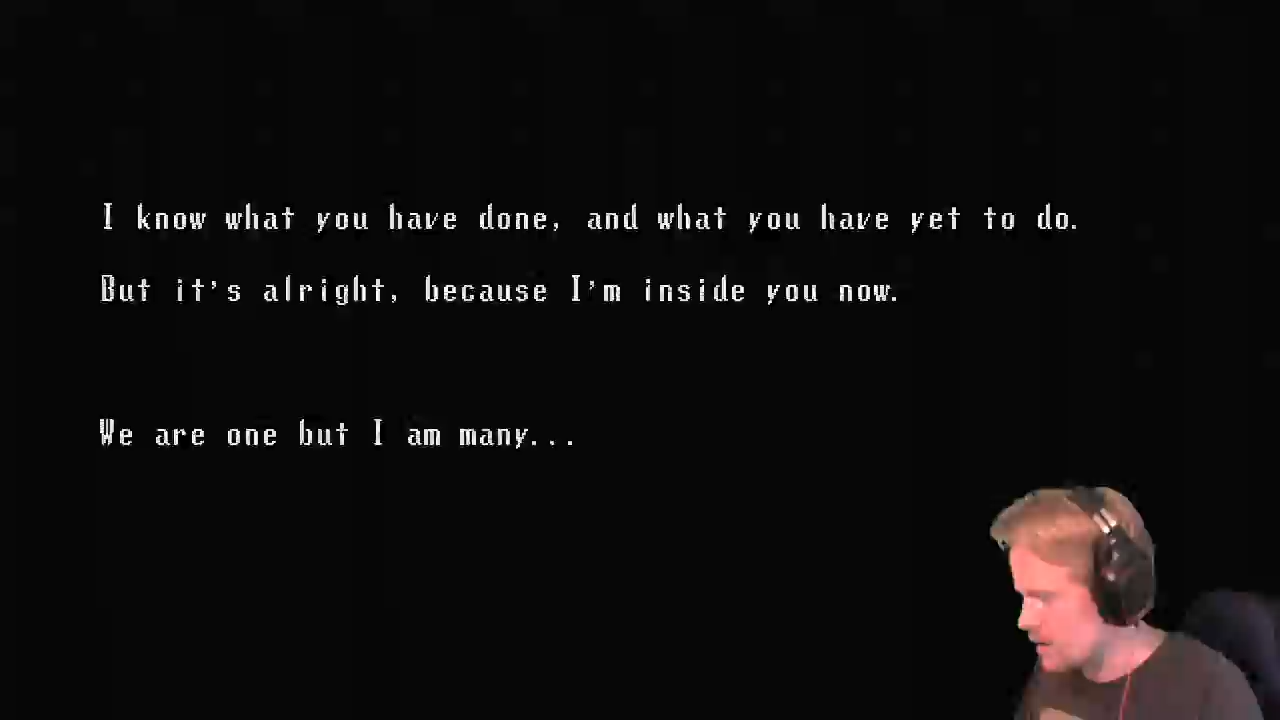 I know what you have done, and what you have yet to do.
But it's alright, because I'm inside you now.
We are one but I am many...